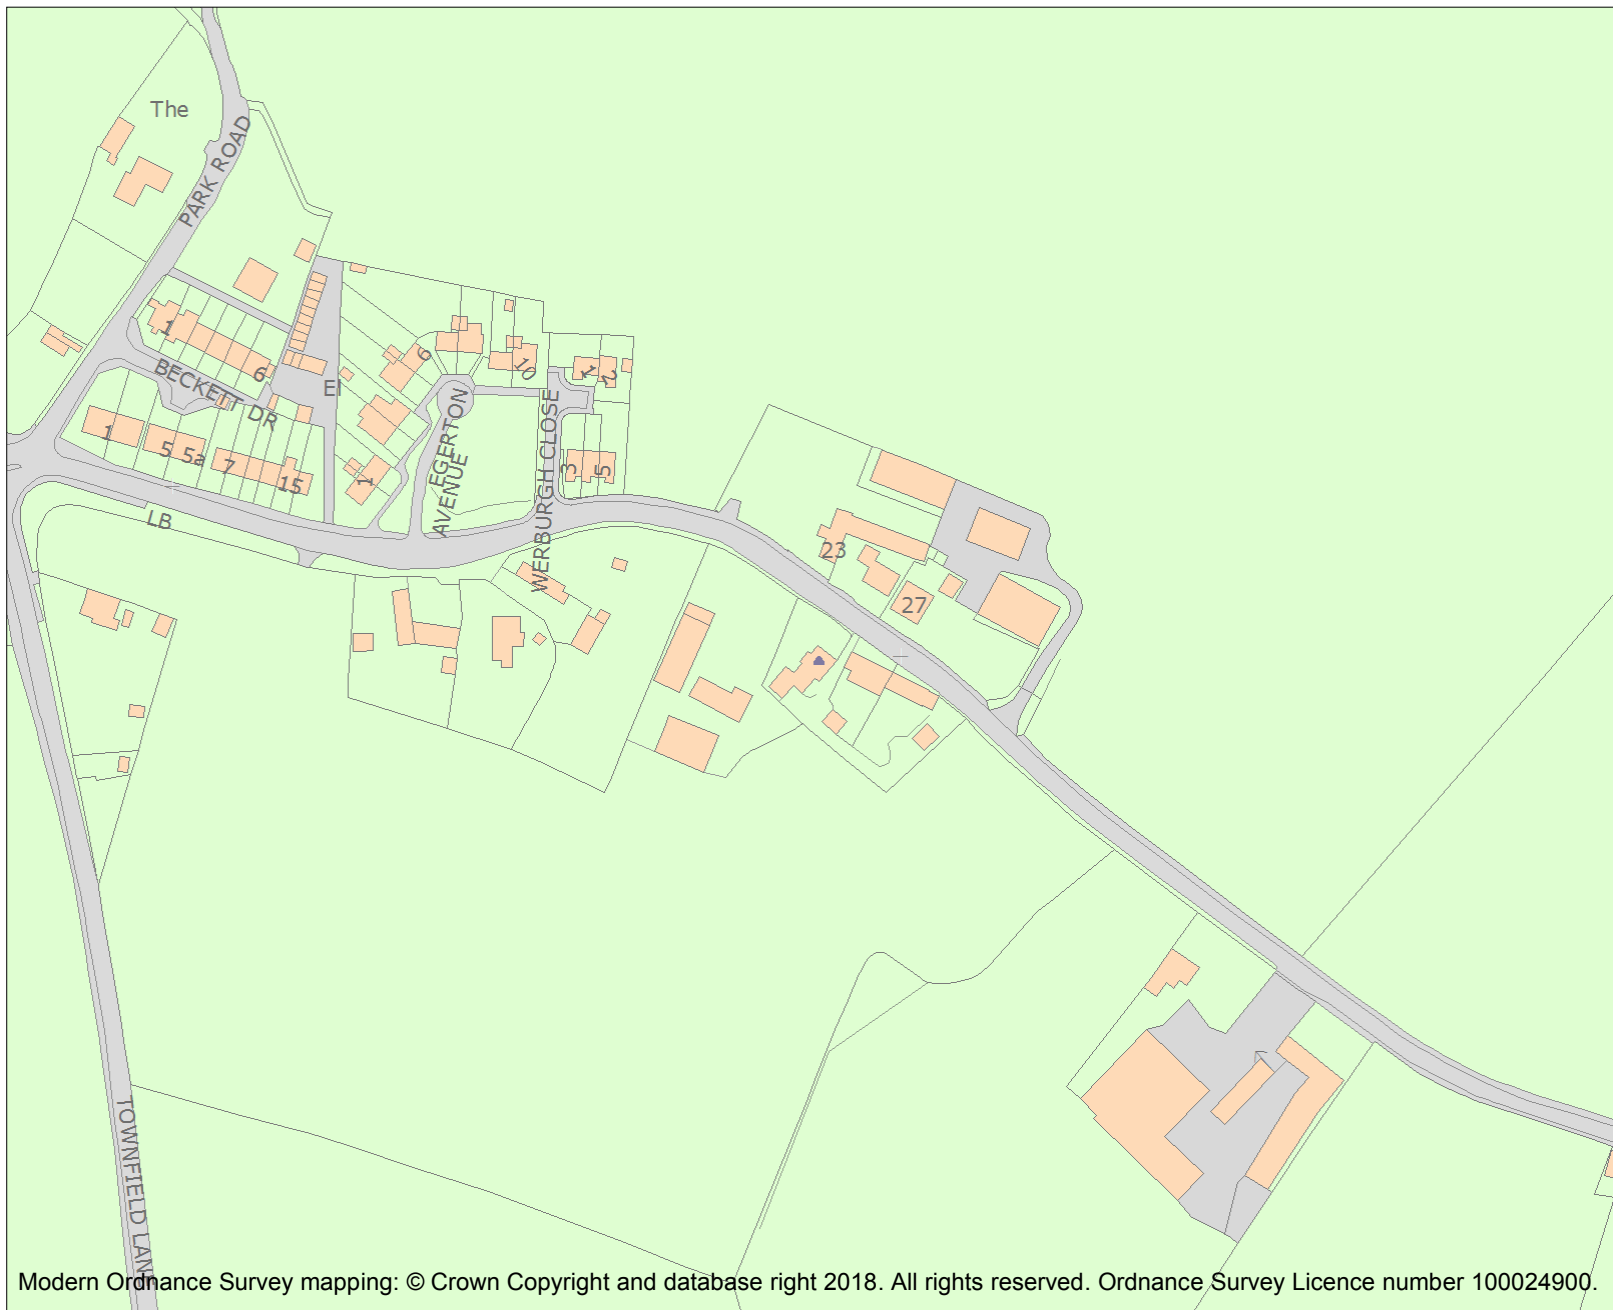 The
PARK ROAD
1
6
BECKETT DR
El
6
10
1
2
EGERTON
AVENUE
WERBURGH CLOSE
1
5
5a
7
15
1
3
5
LB
23
27
TOWNFIELD LANE
Modern Ordnance Survey mapping: © Crown Copyright and database right 2018. All rights reserved. Ordnance Survey Licence number 100024900.